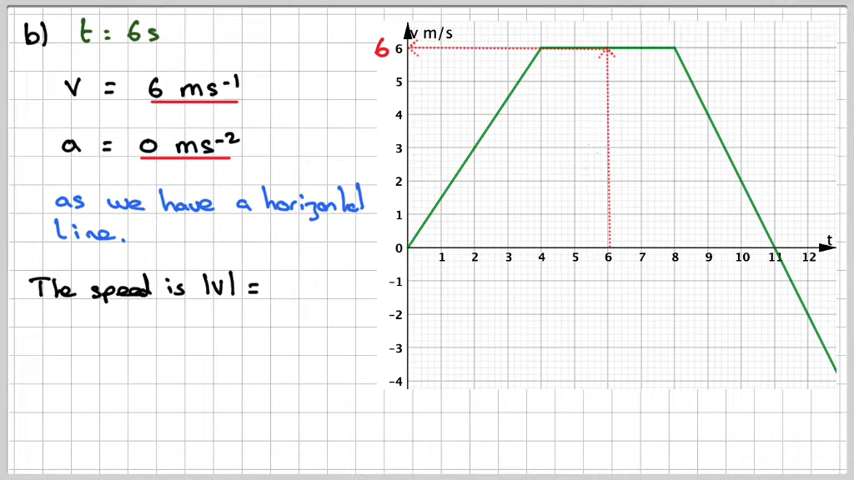 b) t = 6s
v = 6 ms⁻¹
a = 0 ms⁻²
as we have a horizontal
line.
The speed is |v| =
v m/s
6
6
5
4
3
2
1
0
-1
-2
-3
-4
1 2 3 4 5 6 7 8 9 10 11 12
t